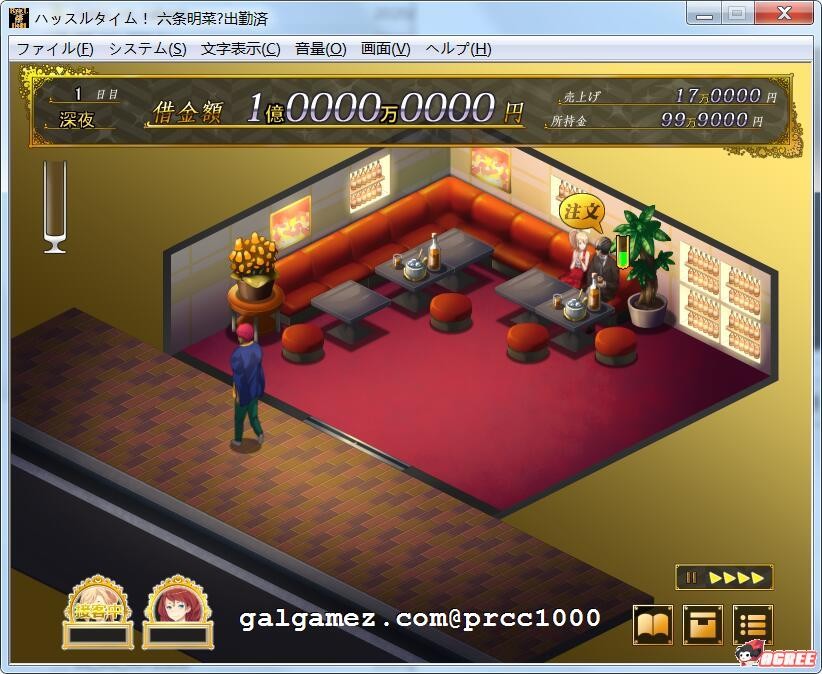 ハッスルタイム！ 六条明菜?出勤済
ファイル(F) システム(S) 文字表示(C) 音量(O) 画面(V) ヘルプ(H)
1 日目
深夜
借金額 1億0000万0000 円
売上げ 17万0000 円
所持金 99万9000 円
注文
接客中
galgamez.com@prcc1000
AGREE